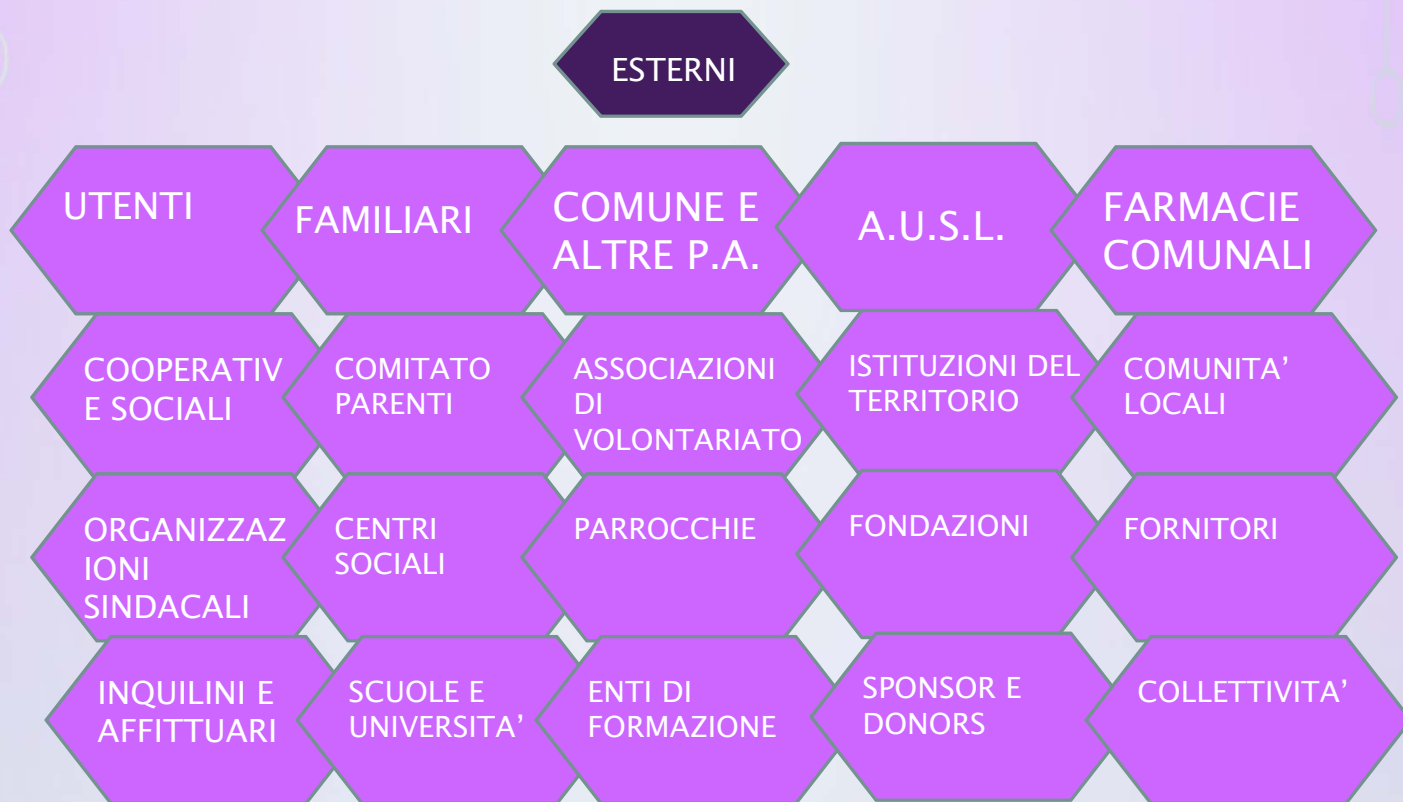 ESTERNI
UTENTI
FAMILIARI
COMUNE E
ALTRE P.A.
A.U.S.L.
FARMACIE
COMUNALI
COOPERATIV
E SOCIALI
COMITATO
PARENTI
ASSOCIAZIONI
DI
VOLONTARIATO
ISTITUZIONI DEL
TERRITORIO
COMUNITA’
LOCALI
ORGANIZZAZ
IONI
SINDACALI
CENTRI
SOCIALI
PARROCCHIE
FONDAZIONI
FORNITORI
INQUILINI E
AFFITTUARI
SCUOLE E
UNIVERSITA’
ENTI DI
FORMAZIONE
SPONSOR E
DONORS
COLLETTIVITA’